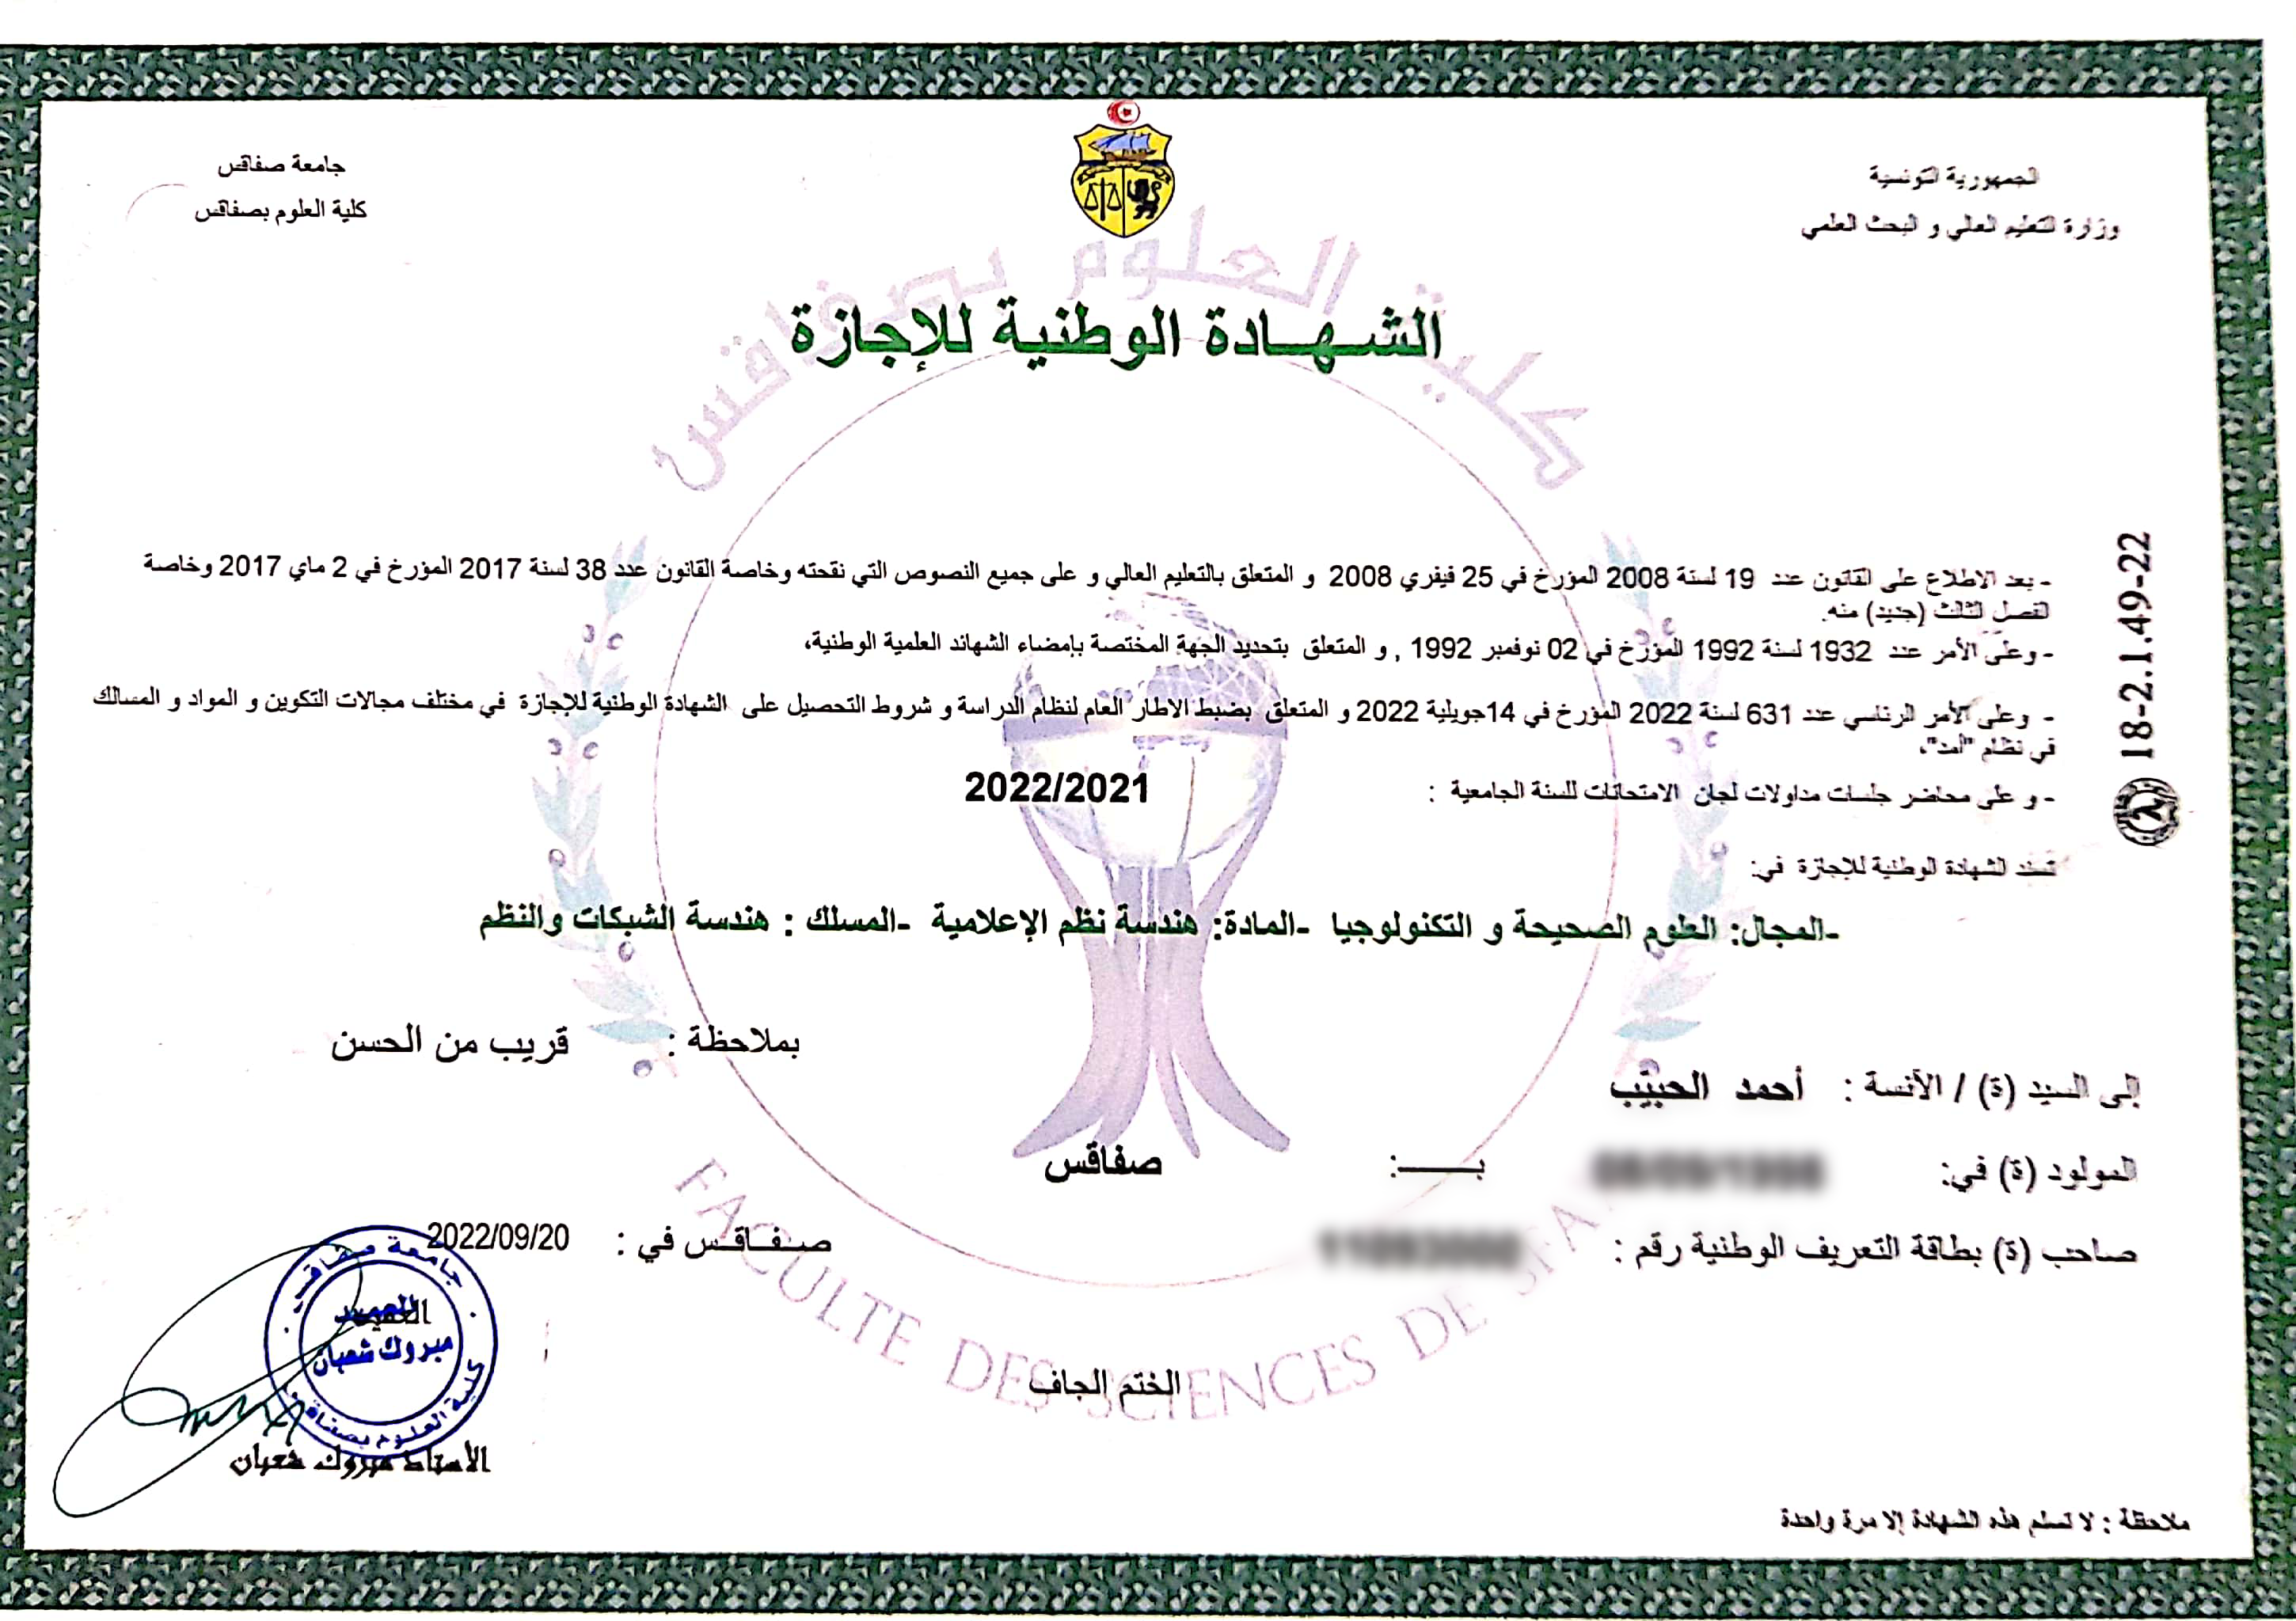 الجمهورية التونسية
وزارة التعليم العالي و البحث العلمي
جامعة صفاقس
كلية العلوم بصفاقس
كلية العلوم بصفاقس
الشهادة الوطنية للإجازة
- بعد الاطلاع على القانون عدد 19 لسنة 2008 المؤرخ في 25 فيفري 2008 و المتعلق بالتعليم العالي و على جميع النصوص التي نقحته وخاصة القانون عدد 38 لسنة 2017 المؤرخ في 2 ماي 2017 وخاصة
الفصل الثالث (جديد) منه.
- وعلى الأمر عدد 1932 لسنة 1992 المؤرخ في 02 نوفمبر 1992 , و المتعلق بتحديد الجهة المختصة بإمضاء الشهائد العلمية الوطنية،
- وعلى الأمر الرئاسي عدد 631 لسنة 2022 المؤرخ في 14جويلية 2022 و المتعلق بضبط الاطار العام لنظام الدراسة و شروط التحصيل على الشهادة الوطنية للإجازة في مختلف مجالات التكوين و المواد و المسالك
في نظام "أمد"،
- و على محاضر جلسات مداولات لجان الامتحانات للسنة الجامعية : 2022/2021
تسند الشهادة الوطنية للإجازة في:
-المجال: العلوم الصحيحة و التكنولوجيا -المادة: هندسة نظم الإعلامية -المسلك : هندسة الشبكات والنظم
بملاحظة : قريب من الحسن
إلى السيد (ة) / الآنسة : أحمد الحبيب
المولود (ة) في: بـــــ: صفاقس
صاحب (ة) بطاقة التعريف الوطنية رقم :
صفاقس في : 2022/09/20
جامعة صفاقس
العميد
مبروك شعبان
كلية العلوم بصفاقس
الختم الجاف
الأستاذ مبروك شعبان
FACULTE DES SCIENCES DE SFA
ملاحظة : لا تسلم هذه الشهادة إلا مرة واحدة
18-2.1.49-22